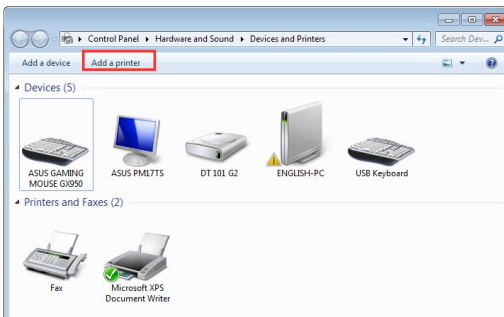 Control Panel Hardware and Sound Devices and Printers
Search Dev...
Add a device Add a printer
Devices (5)
ASUS GAMING
MOUSE GX950
ASUS PM17TS
DT 101 G2
ENGLISH-PC
USB Keyboard
Printers and Faxes (2)
Fax
Microsoft XPS
Document Writer